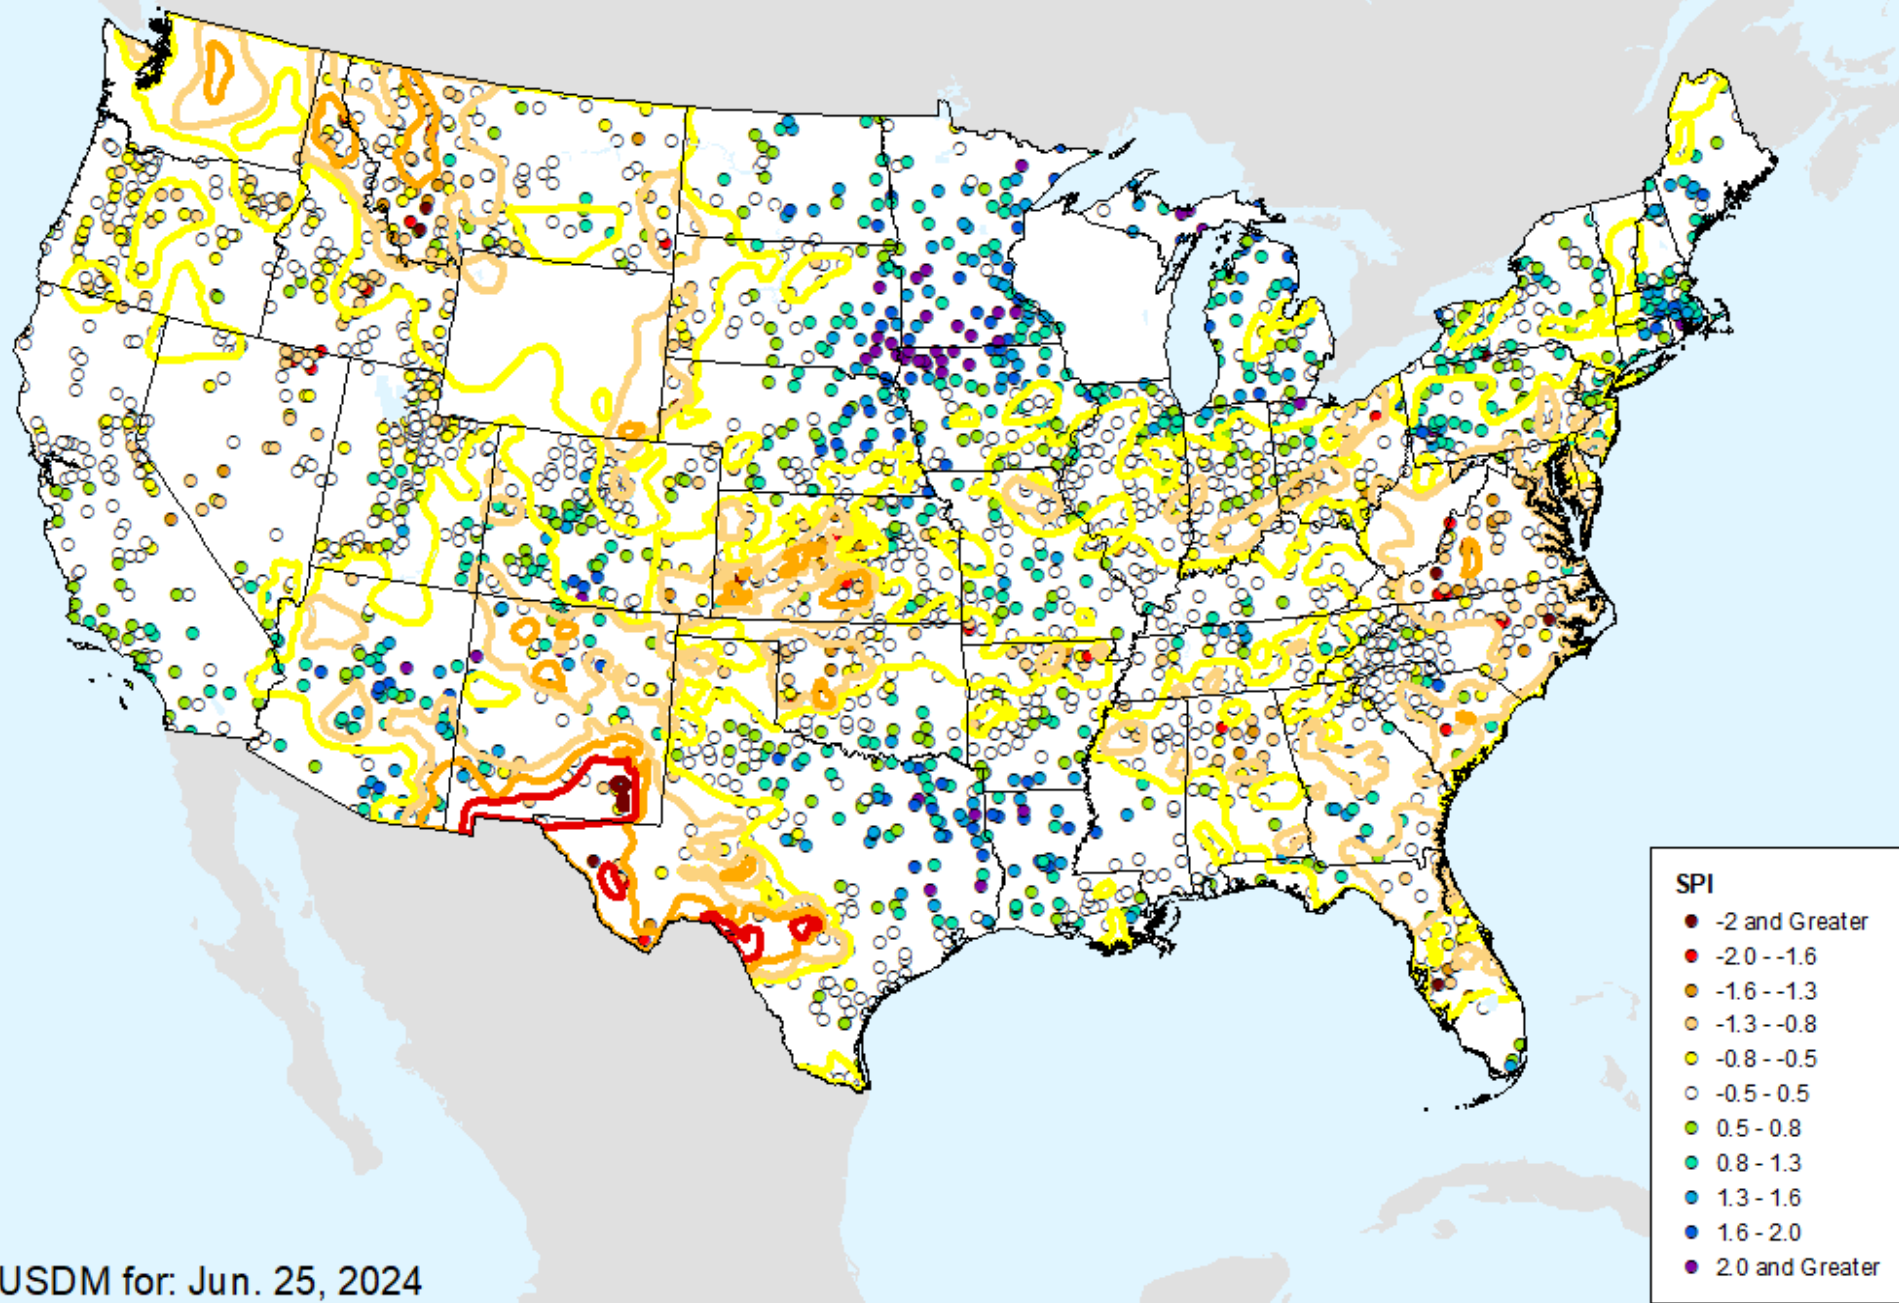 SPI
-2 and Greater
-2.0 - -1.6
-1.6 - -1.3
-1.3 - -0.8
-0.8 - -0.5
-0.5 - 0.5
0.5 - 0.8
0.8 - 1.3
1.3 - 1.6
1.6 - 2.0
2.0 and Greater
USDM for: Jun. 25, 2024